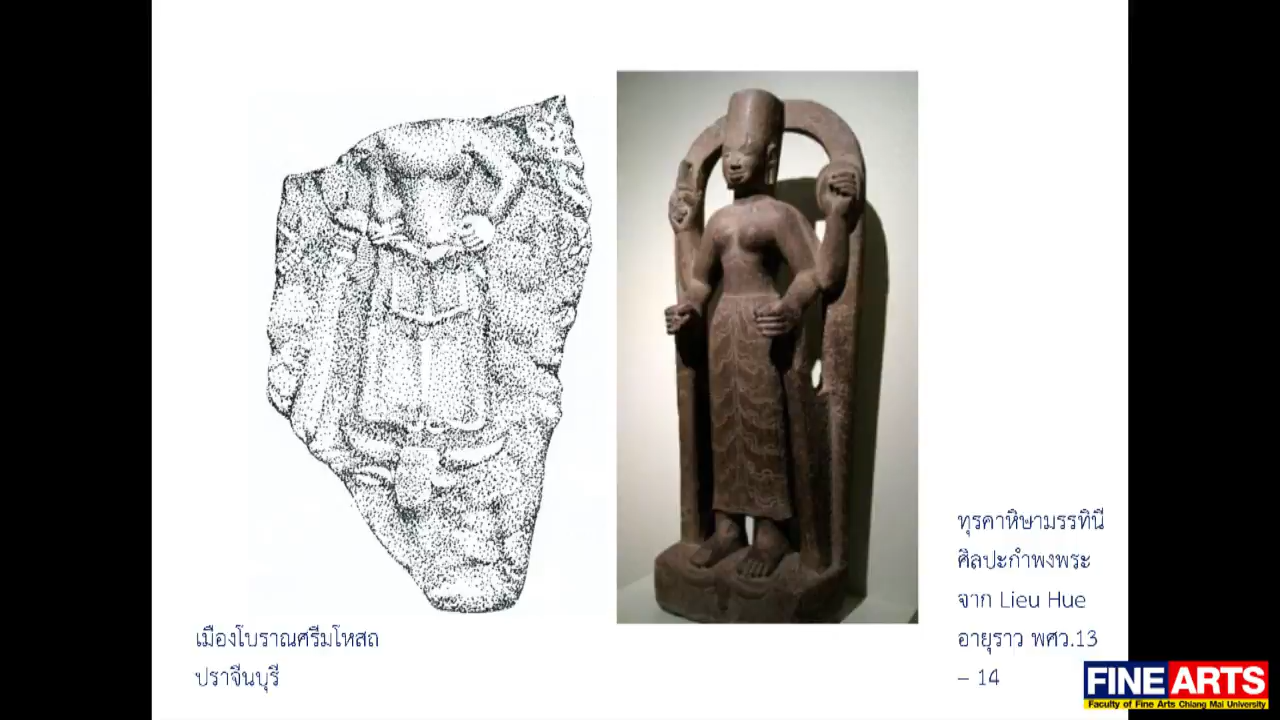 เมืองโบราณศรีมโหสถ
ปราจีนบุรี
ทุรคาหิษามรรทินี
ศิลปะกำพงพระ
จาก Lieu Hue
อายุราว พศว.13
– 14
FINE ARTS
Faculty of Fine Arts Chiang Mai University